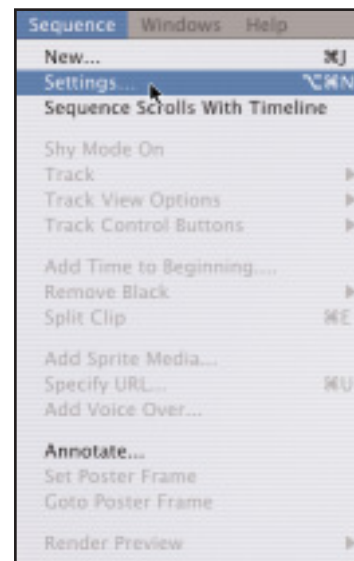 Sequence Windows Help
New... ⌘J
Settings... ⌥⌘N
Sequence Scrolls With Timeline
Shy Mode On
Track
Track View Options
Track Control Buttons
Add Time to Beginning....
Remove Black
Split Clip ⌘E
Add Sprite Media...
Specify URL... ⌘U
Add Voice Over...
Annotate...
Set Poster Frame
Goto Poster Frame
Render Preview